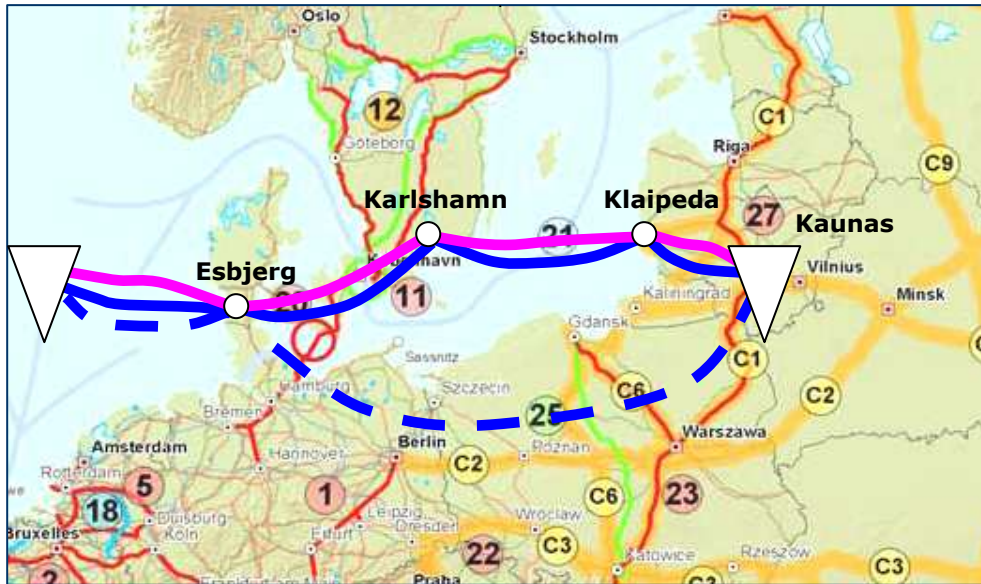 Oslo
Stockholm
12
C1
Göteborg
Riga
C9
Karlshamn
Klaipeda
27
Kaunas
21
Esbjerg
Vilnius
11
Kaliningrad
Minsk
20
Gdansk
Sassnitz
C1
Hamburg
Szczecin
C6
C2
Bremen
25
Warszawa
Amsterdam
Berlin
Hannover
C2
Poznan
Rotterdam
5
1
C6
23
18
Duisburg
Leipzig
Wroclaw
Bruxelles
Köln
Erfurt
Dresden
C3
22
Katowice
Rzeszow
C3
2
Praha